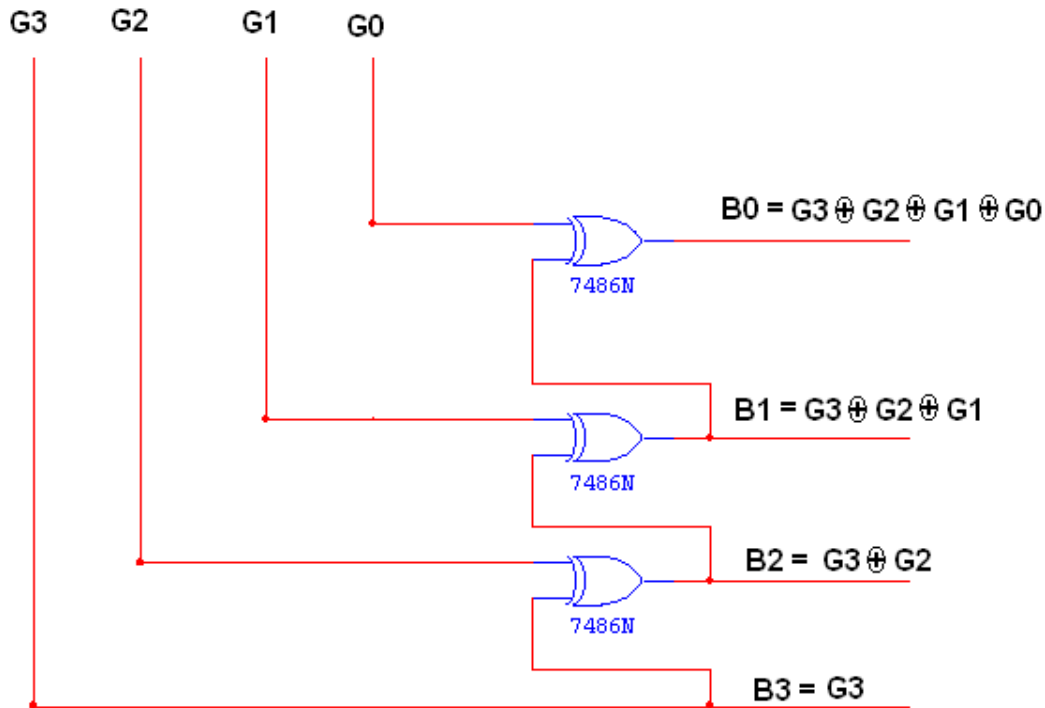 G3 G2 G1 G0
B0 = G3 ⊕ G2 ⊕ G1 ⊕ G0
7486N
B1 = G3 ⊕ G2 ⊕ G1
7486N
B2 = G3 ⊕ G2
7486N
B3 = G3